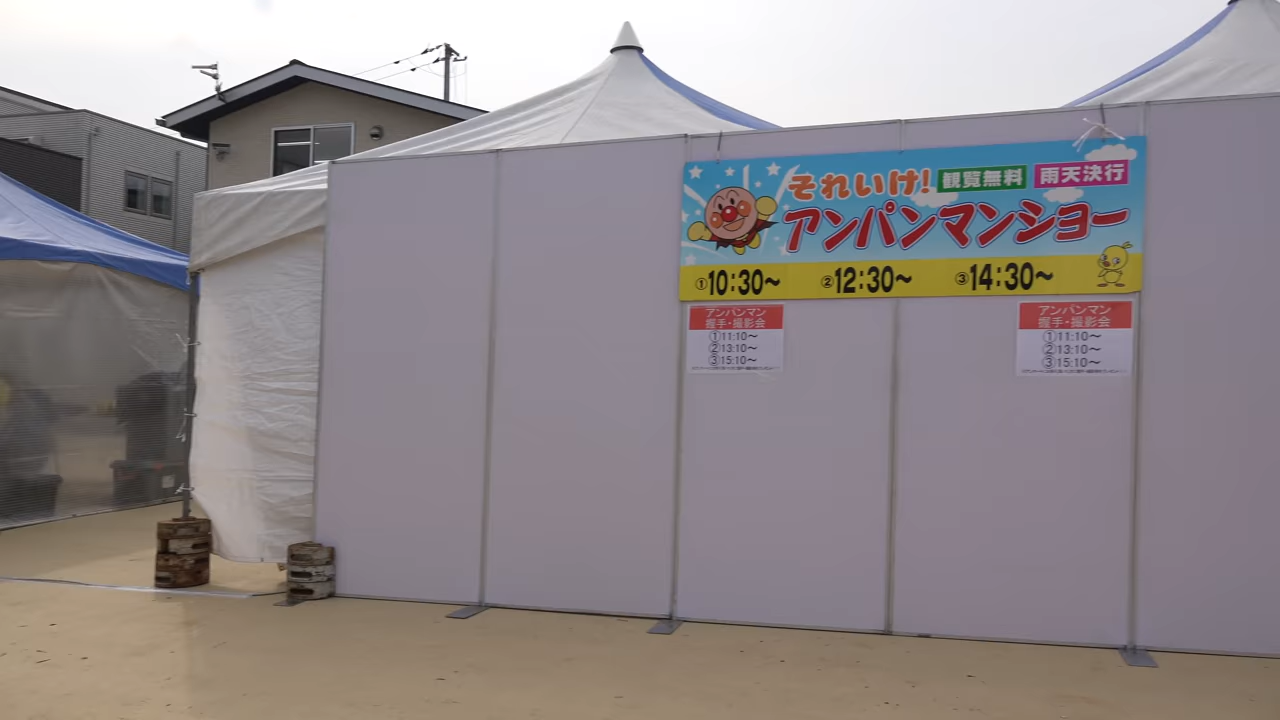 それいけ! 観覧無料 雨天決行
アンパンマンショー
①10:30〜 ②12:30〜 ③14:30〜
アンパンマン
握手・撮影会
①11:10〜
②13:10〜
③15:10〜
アンパンマン
握手・撮影会
①11:10〜
②13:10〜
③15:10〜